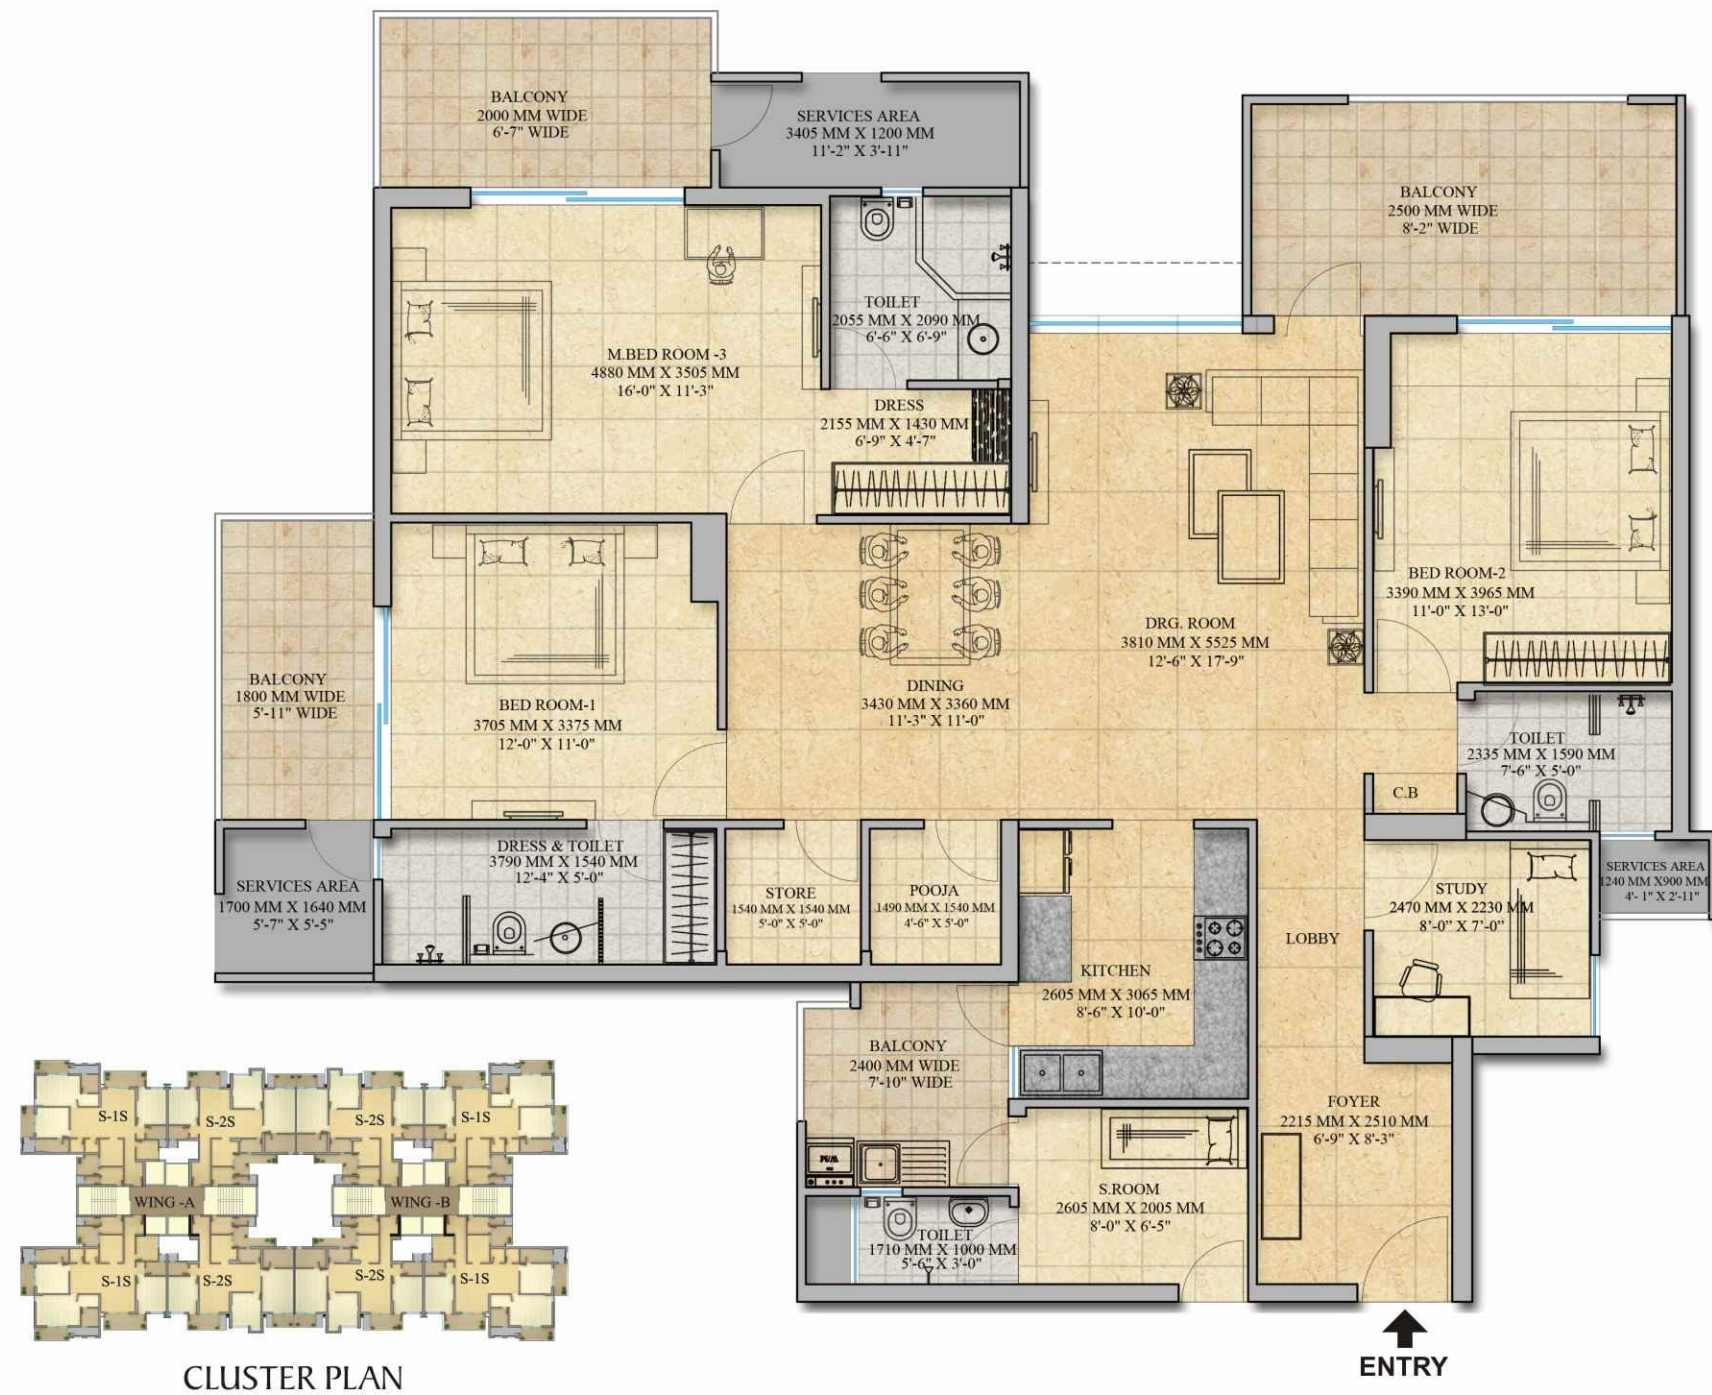 BALCONY
2000 MM WIDE
6'-7" WIDE
SERVICES AREA
3405 MM X 1200 MM
11'-2" X 3'-11"
BALCONY
2500 MM WIDE
8'-2" WIDE
TOILET
2055 MM X 2090 MM
6'-6" X 6'-9"
M.BED ROOM -3
4880 MM X 3505 MM
16'-0" X 11'-3"
DRESS
2155 MM X 1430 MM
6'-9" X 4'-7"
BED ROOM-2
3390 MM X 3965 MM
11'-0" X 13'-0"
DRG. ROOM
3810 MM X 5525 MM
12'-6" X 17'-9"
BALCONY
1800 MM WIDE
5'-11" WIDE
BED ROOM-1
3705 MM X 3375 MM
12'-0" X 11'-0"
DINING
3430 MM X 3360 MM
11'-3" X 11'-0"
TOILET
2335 MM X 1590 MM
7'-6" X 5'-0"
C.B
SERVICES AREA
1700 MM X 1640 MM
5'-7" X 5'-5"
DRESS & TOILET
3790 MM X 1540 MM
12'-4" X 5'-0"
STORE
1540 MM X 1540 MM
5'-0" X 5'-0"
POOJA
1490 MM X 1540 MM
4'-6" X 5'-0"
SERVICES AREA
1240 MM X900 MM
4'- 1" X 2'-11"
STUDY
2470 MM X 2230 MM
8'-0" X 7'-0"
LOBBY
KITCHEN
2605 MM X 3065 MM
8'-6" X 10'-0"
BALCONY
2400 MM WIDE
7'-10" WIDE
FOYER
2215 MM X 2510 MM
6'-9" X 8'-3"
S.ROOM
2605 MM X 2005 MM
8'-0" X 6'-5"
TOILET
1710 MM X 1000 MM
5'-6" X 3'-0"
S-1S
S-2S
S-2S
S-1S
WING -A
WING -B
S-1S
S-2S
S-2S
S-1S
CLUSTER PLAN
ENTRY